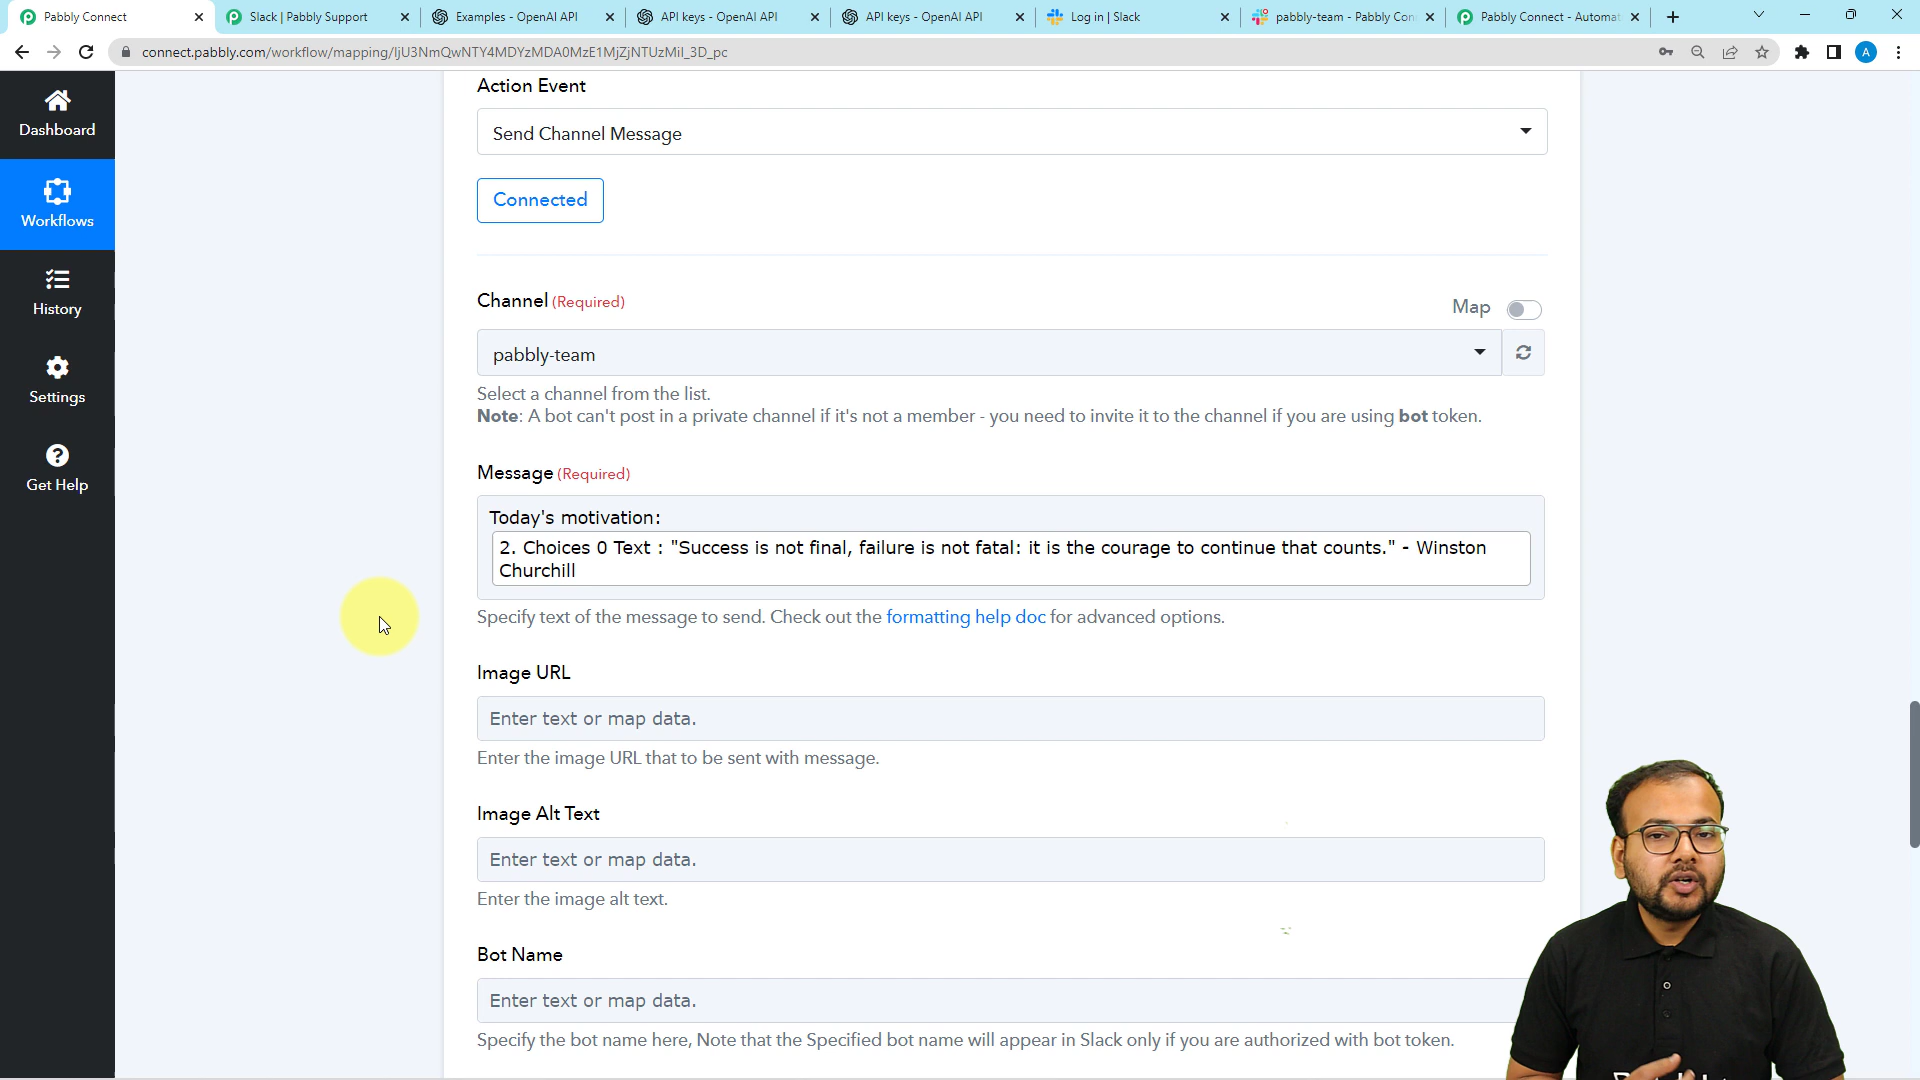 Pabbly Connect
Slack | Pabbly Support
Examples - OpenAI API
API keys - OpenAI API
API keys - OpenAI API
Log in | Slack
pabbly-team - Pabbly Con
Pabbly Connect - Automat
connect.pabbly.com/workflow/mapping/IjU3NmQwNTY4MDYzMDA0MzE1MjZjNTUzMiI_3D_pc
A
Dashboard
Workflows
History
Settings
Get Help
Action Event
Send Channel Message
Connected
Channel (Required)
Map
pabbly-team
Select a channel from the list.
Note: A bot can't post in a private channel if it's not a member - you need to invite it to the channel if you are using bot token.
Message (Required)
Today's motivation:
2. Choices 0 Text : "Success is not final, failure is not fatal: it is the courage to continue that counts." - Winston
Churchill
Specify text of the message to send. Check out the formatting help doc for advanced options.
Image URL
Enter text or map data.
Enter the image URL that to be sent with message.
Image Alt Text
Enter text or map data.
Enter the image alt text.
Bot Name
Enter text or map data.
Specify the bot name here, Note that the Specified bot name will appear in Slack only if you are authorized with bot token.